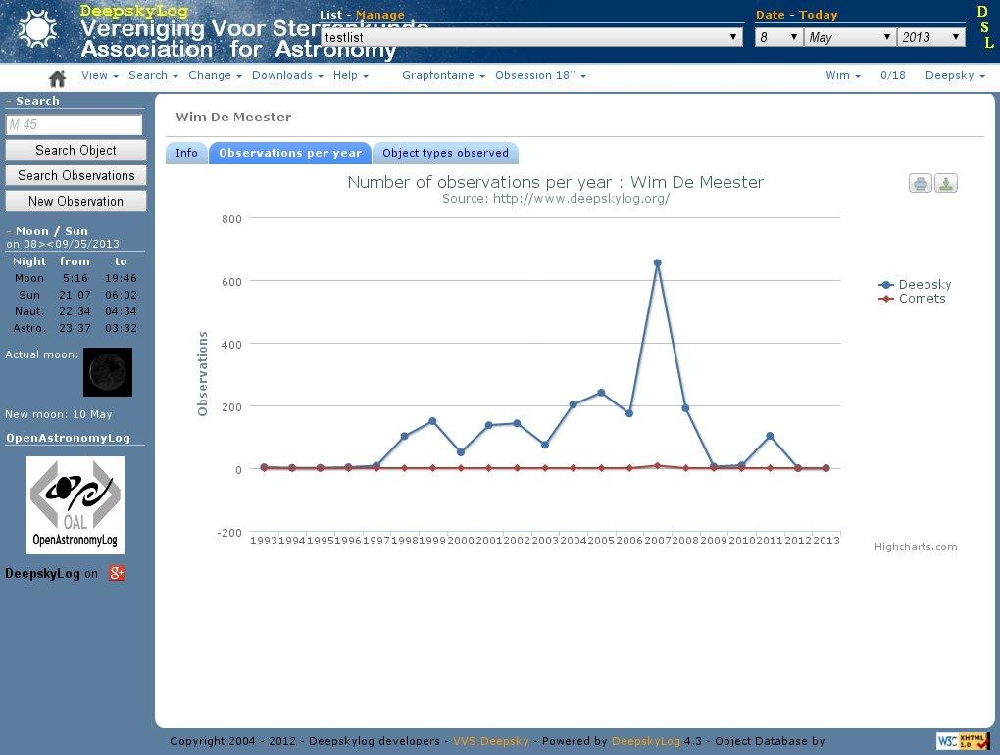 DeepskyLog
Vereniging Voor Sterrenkunde
Association for Astronomy
List - Manage
testlist
Date - Today
8 May 2013
D
S
L
View Search Change Downloads Help Grapfontaine Obsession 18" Wim 0/18 Deepsky
- Search
M 45
Search Object
Search Observations
New Observation
- Moon / Sun
on 08><09/05/2013
Night from to
Moon 5:16 19:46
Sun 21:07 06:02
Naut. 22:34 04:34
Astro. 23:37 03:32
Actual moon:
New moon: 10 May
OpenAstronomyLog
OAL
OpenAstronomyLog
DeepskyLog on g+
Wim De Meester
Info Observations per year Object types observed
Number of observations per year : Wim De Meester
Source: http://www.deepskylog.org/
Observations
800
600
400
200
0
-200
1993 1994 1995 1996 1997 1998 1999 2000 2001 2002 2003 2004 2005 2006 2007 2008 2009 2010 2011 2012 2013
Deepsky
Comets
Highcharts.com
Copyright 2004 - 2012 - Deepskylog developers - VVS Deepsky - Powered by DeepskyLog 4.3 - Object Database by
W3C XHTML 1.0